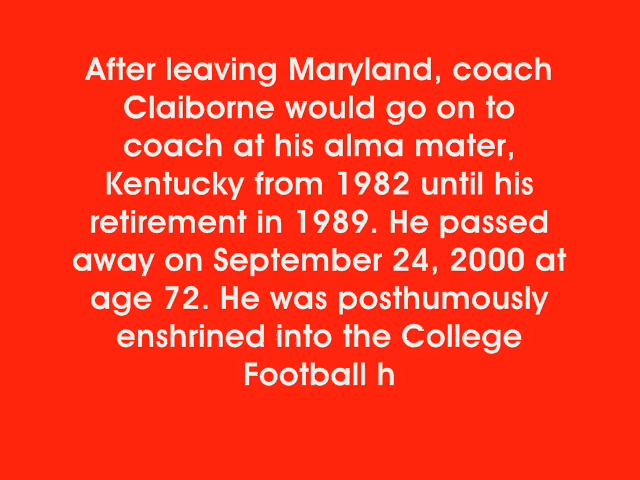 After leaving Maryland, coach
Claiborne would go on to
coach at his alma mater,
Kentucky from 1982 until his
retirement in 1989. He passed
away on September 24, 2000 at
age 72. He was posthumously
enshrined into the College
Football h